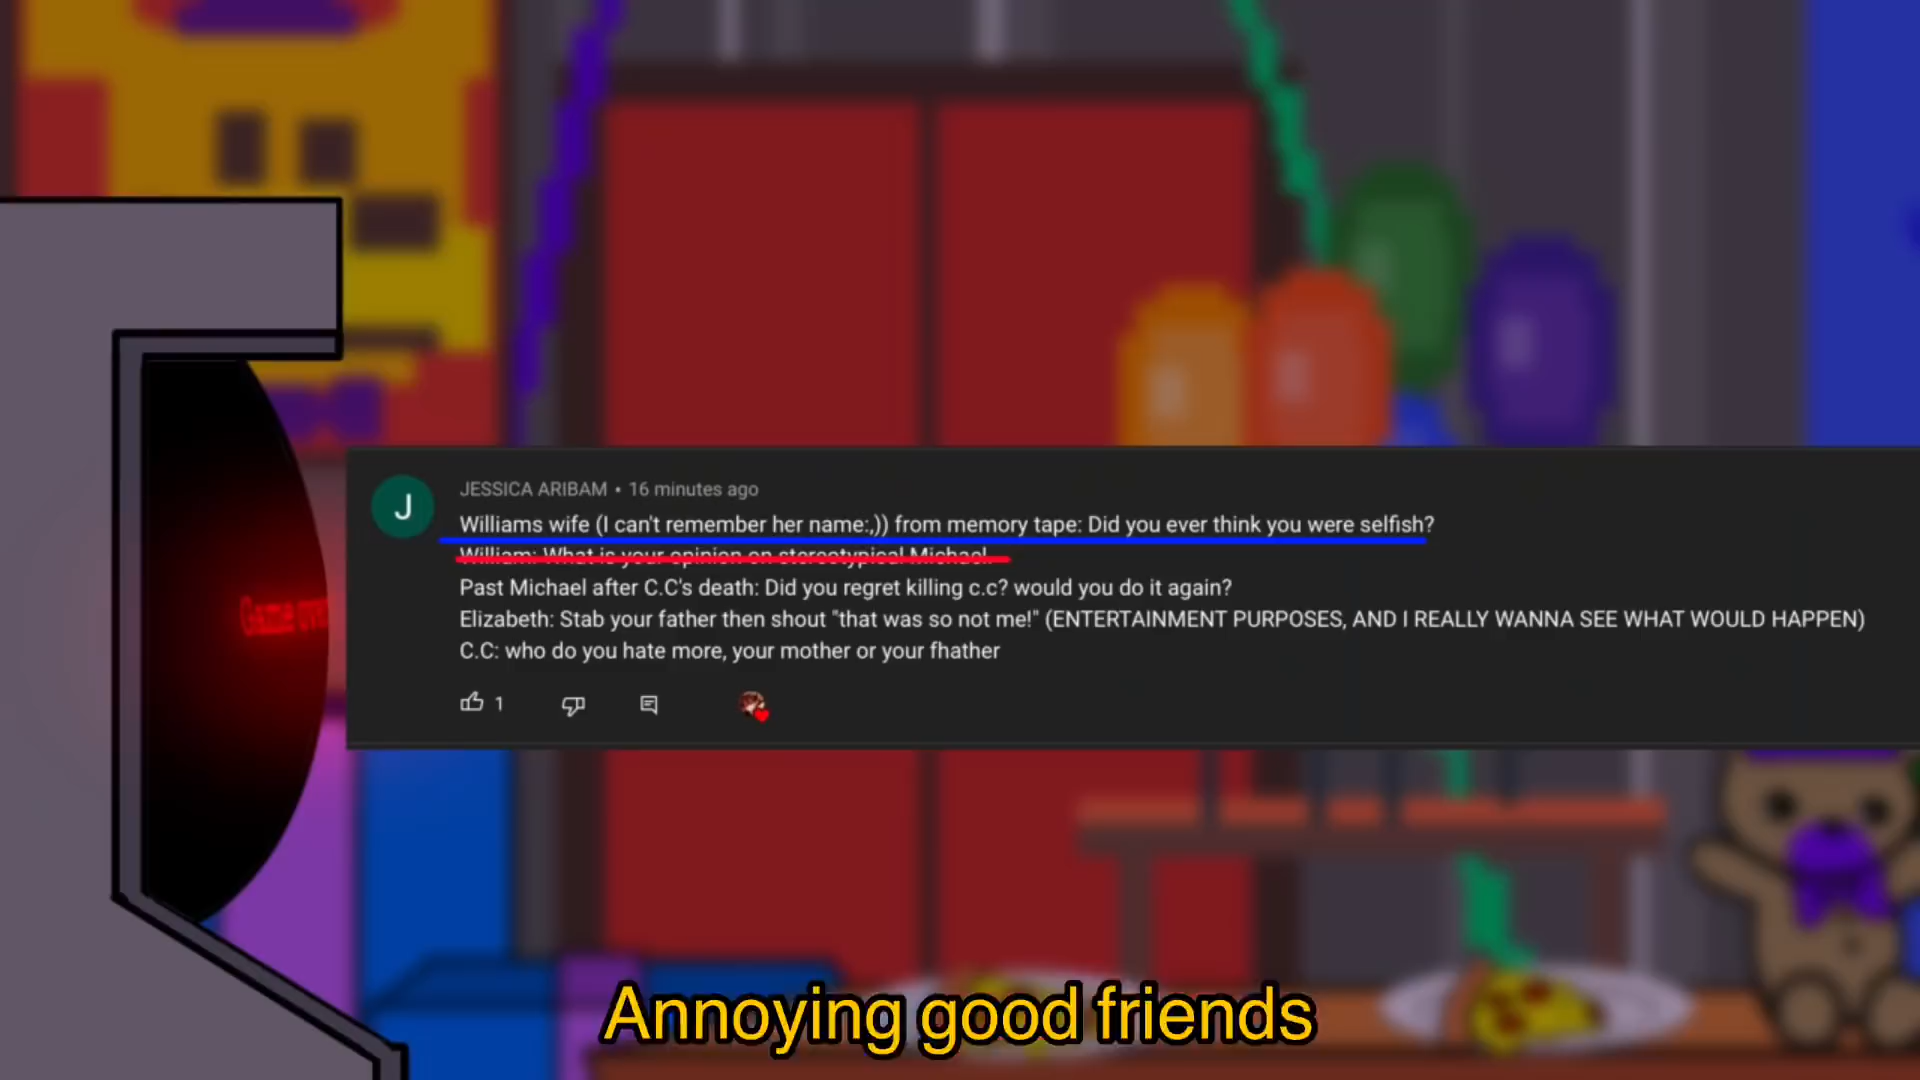 JESSICA ARIBAM • 16 minutes ago
J
Williams wife (I can't remember her name:,)) from memory tape: Did you ever think you were selfish?
William: What is your opinion on stereotypical Michael
Past Michael after C.C's death: Did you regret killing c.c? would you do it again?
Elizabeth: Stab your father then shout "that was so not me!" (ENTERTAINMENT PURPOSES, AND I REALLY WANNA SEE WHAT WOULD HAPPEN)
C.C: who do you hate more, your mother or your fhather
1
Game
Annoying good friends